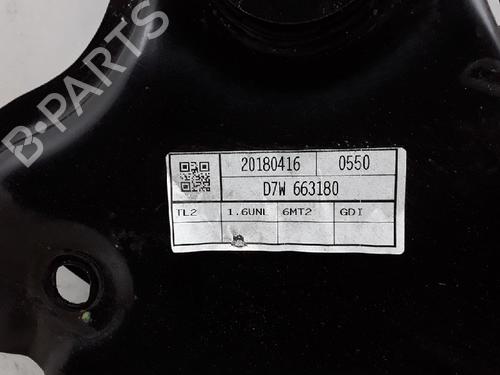 B-PARTS
20180416 0550
D7W 663180
TL2 1.6UNL 6MT2 GDI